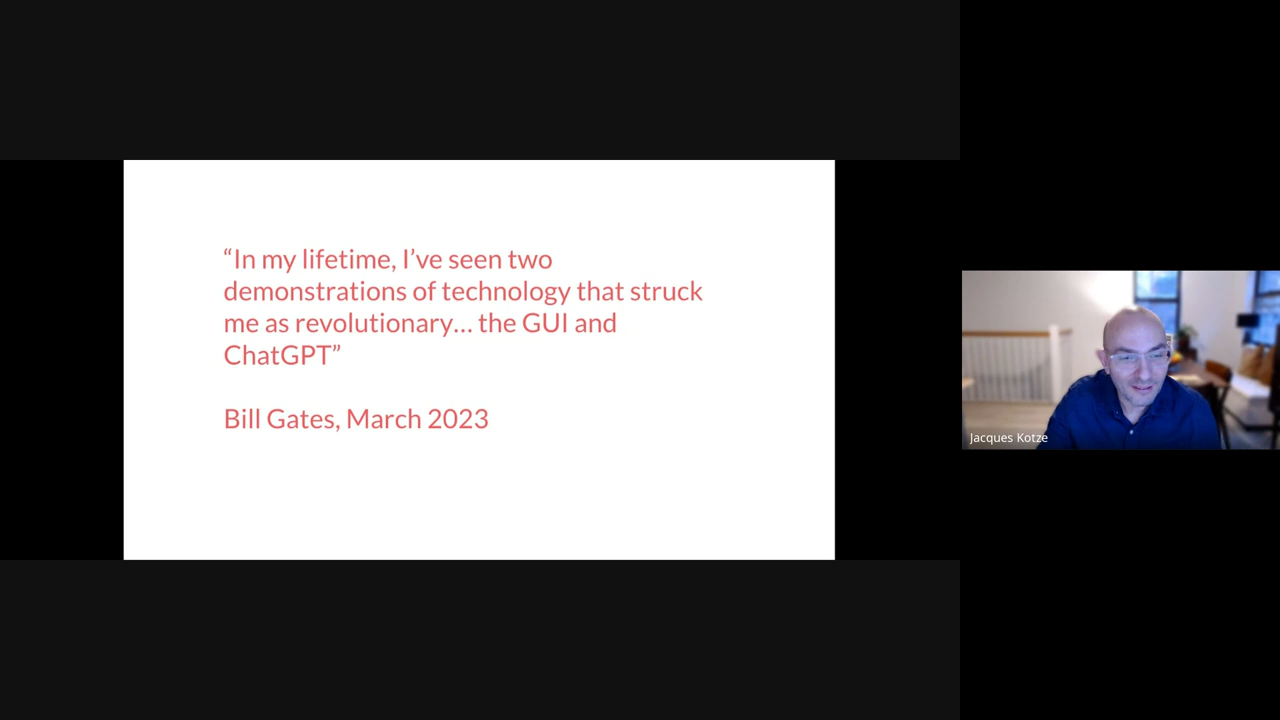 “In my lifetime, I’ve seen two
demonstrations of technology that struck
me as revolutionary… the GUI and
ChatGPT”
Bill Gates, March 2023
Jacques Kotze